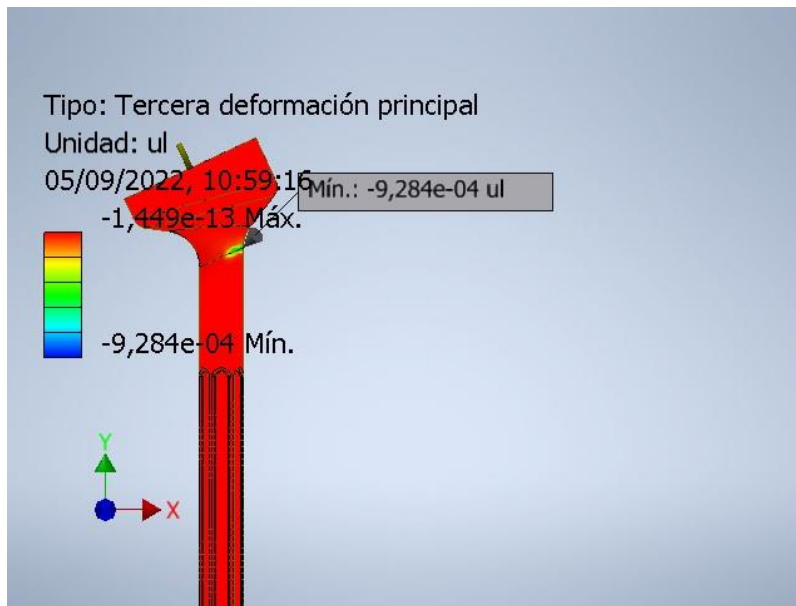 Tipo: Tercera deformación principal
Unidad: ul
05/09/2022, 10:59:16
Mín.: -9,284e-04 ul
-1,449e-13 Máx.
-9,284e-04 Mín.
Y
X